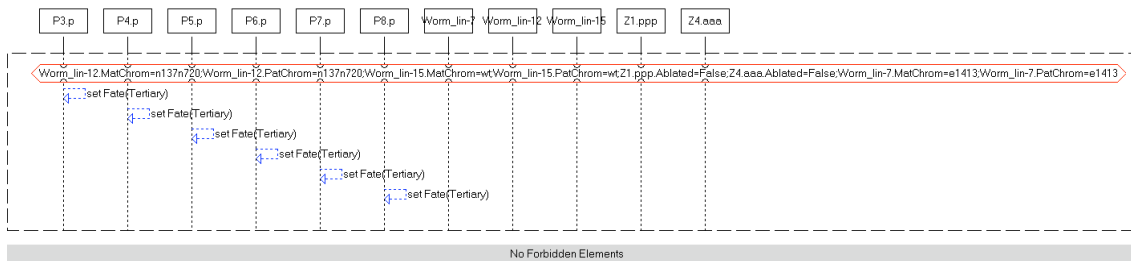 P3.p P4.p P5.p P6.p P7.p P8.p Worm_lin-7 Worm_lin-12 Worm_lin-15 Z1.ppp Z4.aaa
Worm_lin-12.MatChrom=n137n720;Worm_lin-12.PatChrom=n137n720;Worm_lin-15.MatChrom=wt;Worm_lin-15.PatChrom=wt;Z1.ppp.Ablated=False;Z4.aaa.Ablated=False;Worm_lin-7.MatChrom=e1413;Worm_lin-7.PatChrom=e1413
set Fate(Tertiary)
set Fate(Tertiary)
set Fate(Tertiary)
set Fate(Tertiary)
set Fate(Tertiary)
set Fate(Tertiary)
No Forbidden Elements